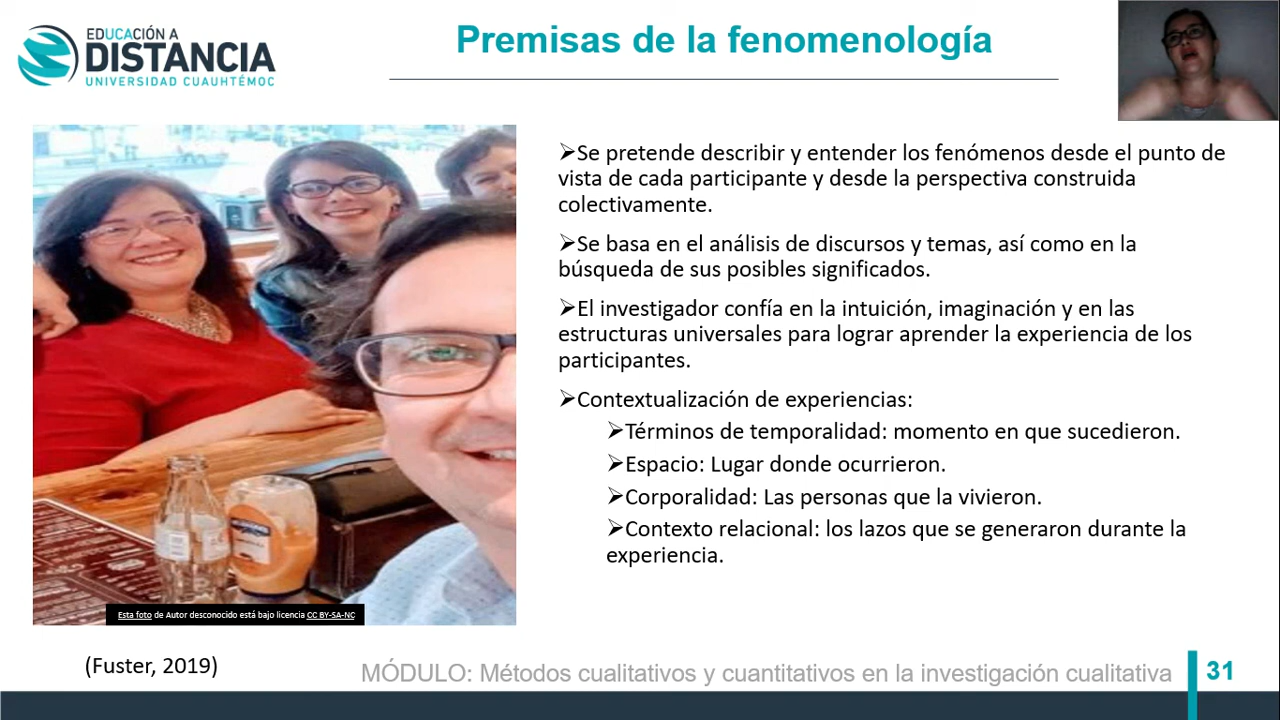 EDUCACIÓN A
DISTANCIA
UNIVERSIDAD CUAUHTÉMOC
Premisas de la fenomenología
➢Se pretende describir y entender los fenómenos desde el punto de
vista de cada participante y desde la perspectiva construida
colectivamente.
➢Se basa en el análisis de discursos y temas, así como en la
búsqueda de sus posibles significados.
➢El investigador confía en la intuición, imaginación y en las
estructuras universales para lograr aprender la experiencia de los
participantes.
➢Contextualización de experiencias:
➢Términos de temporalidad: momento en que sucedieron.
➢Espacio: Lugar donde ocurrieron.
➢Corporalidad: Las personas que la vivieron.
➢Contexto relacional: los lazos que se generaron durante la
experiencia.
Esta foto de Autor desconocido está bajo licencia CC BY-SA-NC
(Fuster, 2019)
MÓDULO: Métodos cualitativos y cuantitativos en la investigación cualitativa
31